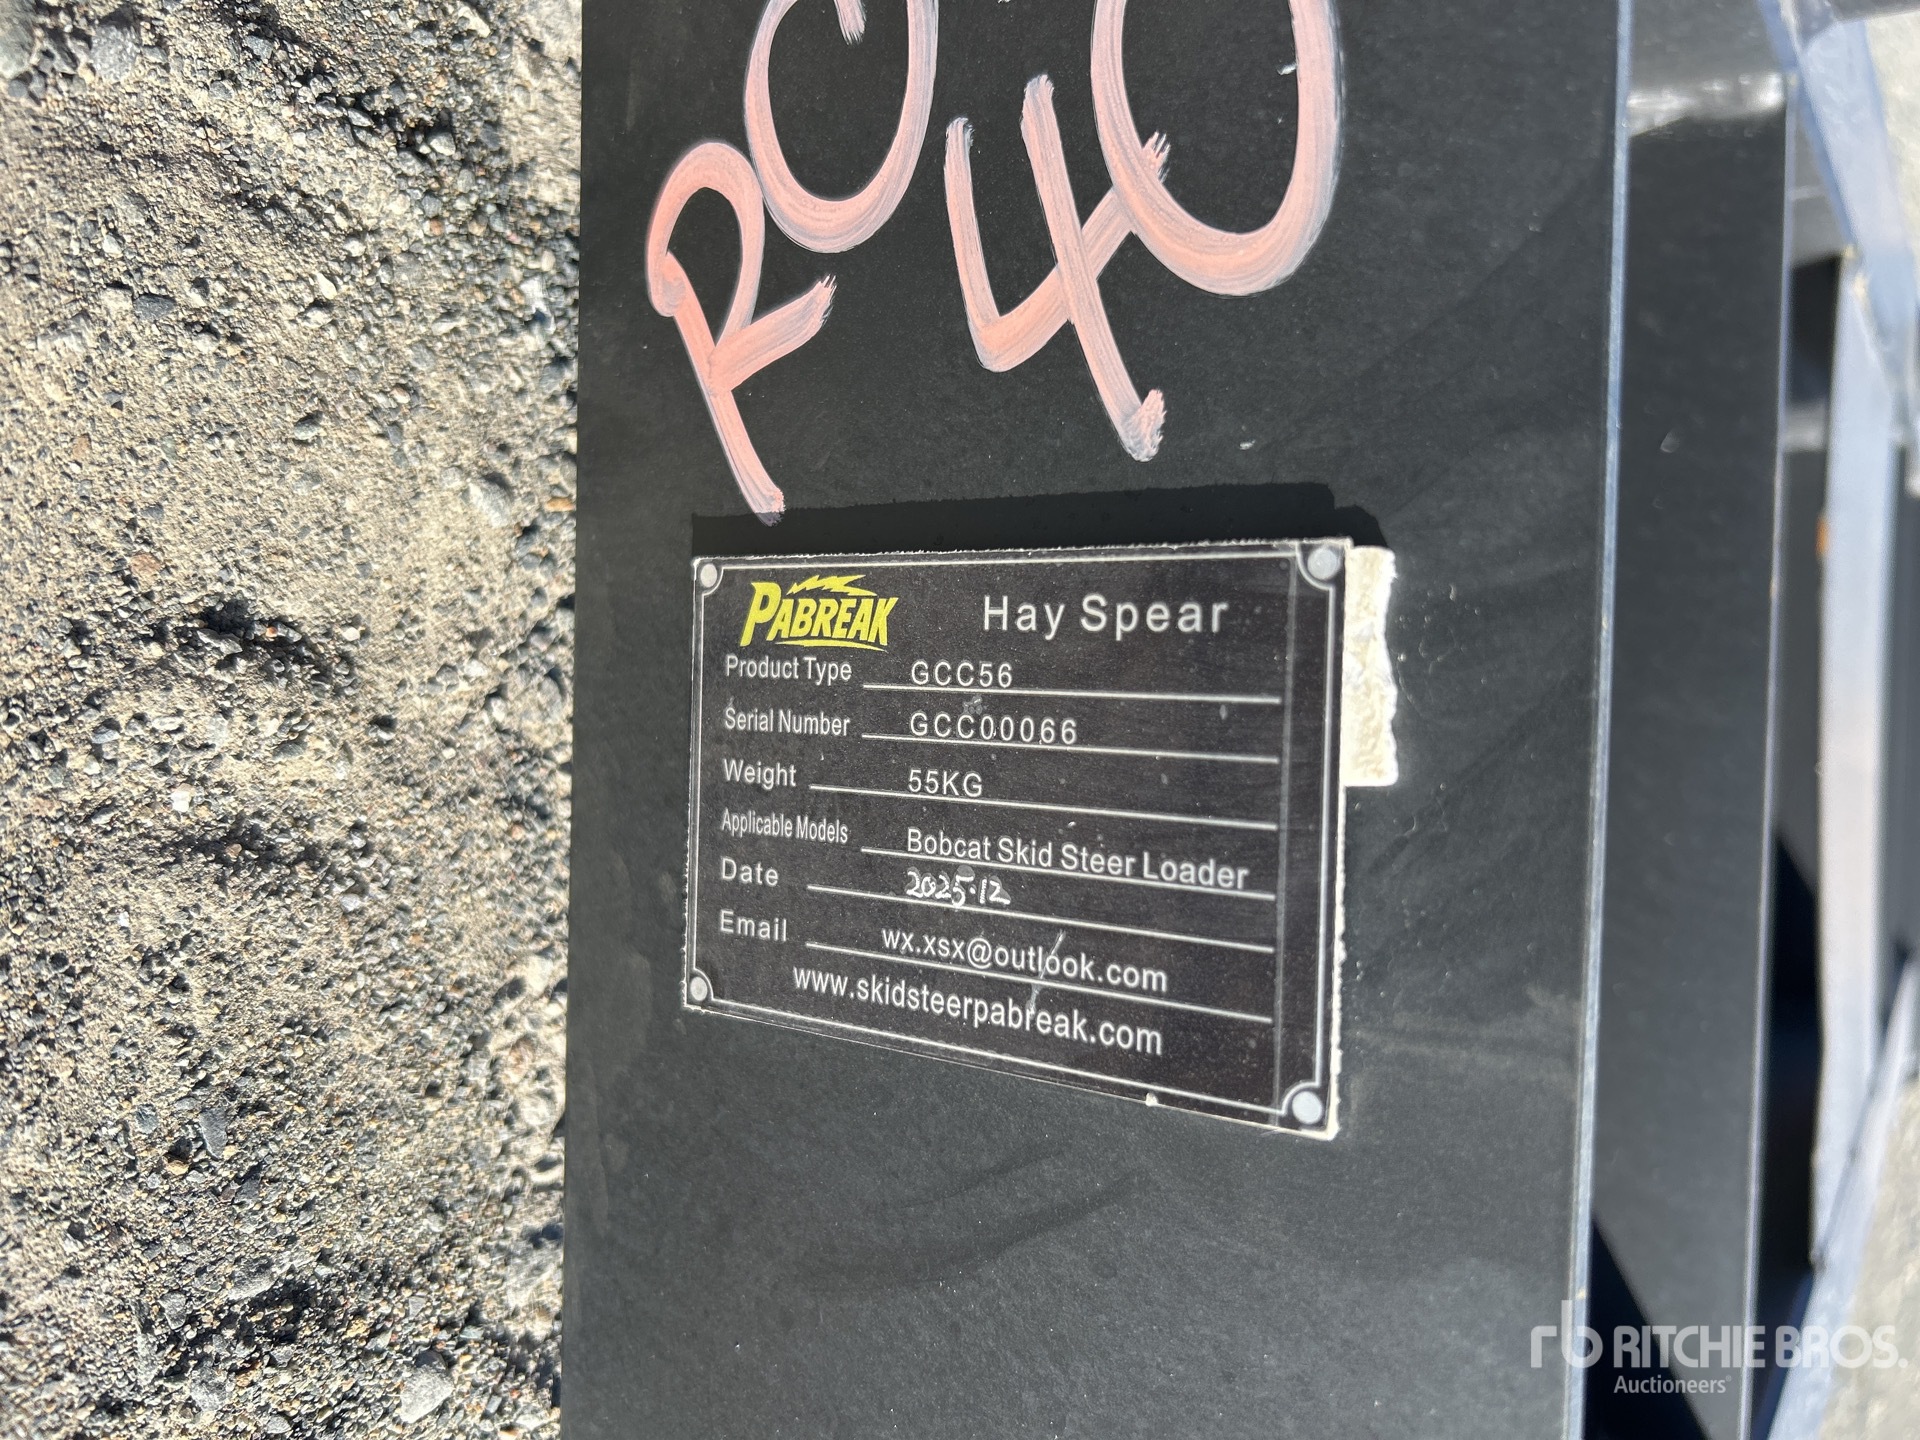 RO
40
PABREAK Hay Spear
Product Type GCC56
Serial Number GCC00066
Weight 55KG
Applicable Models Bobcat Skid Steer Loader
Date 2025.12
Email wx.xsx@outlook.com
www.skidsteerpabreak.com
rb RITCHIE BROS.
Auctioneers